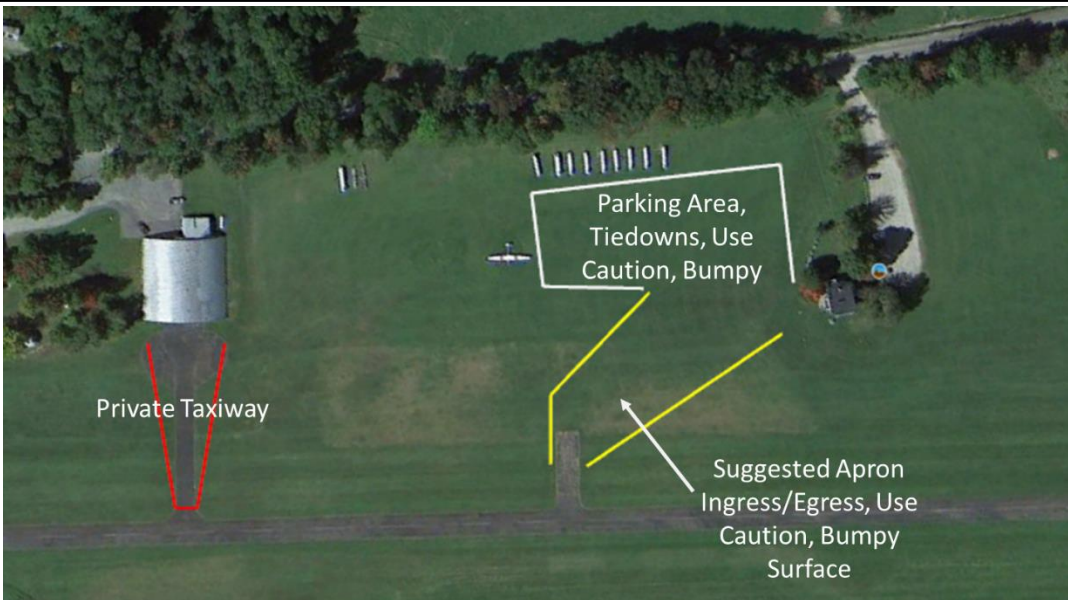 Parking Area,
Tiedowns, Use
Caution, Bumpy
Private Taxiway
Suggested Apron
Ingress/Egress, Use
Caution, Bumpy
Surface